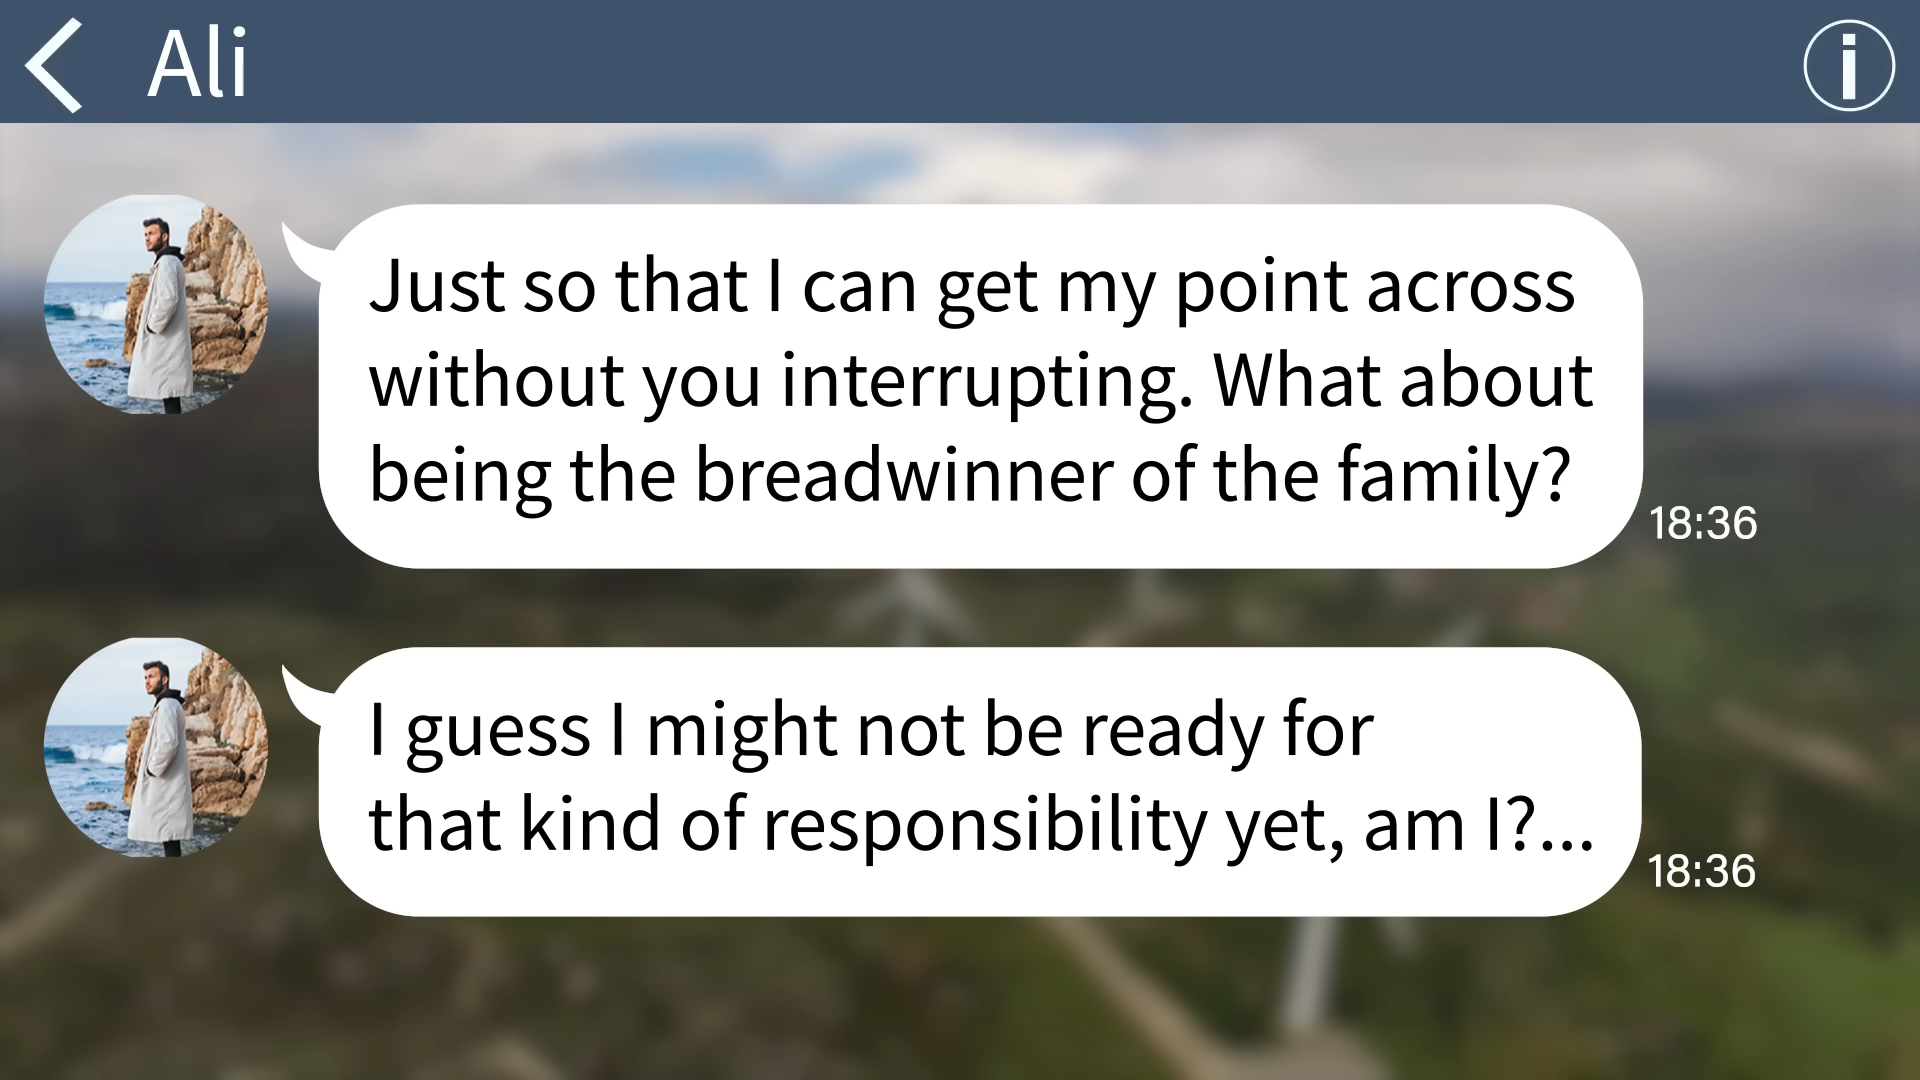 Ali
Just so that I can get my point across
without you interrupting. What about
being the breadwinner of the family?
18:36
I guess I might not be ready for
that kind of responsibility yet, am I?...
18:36